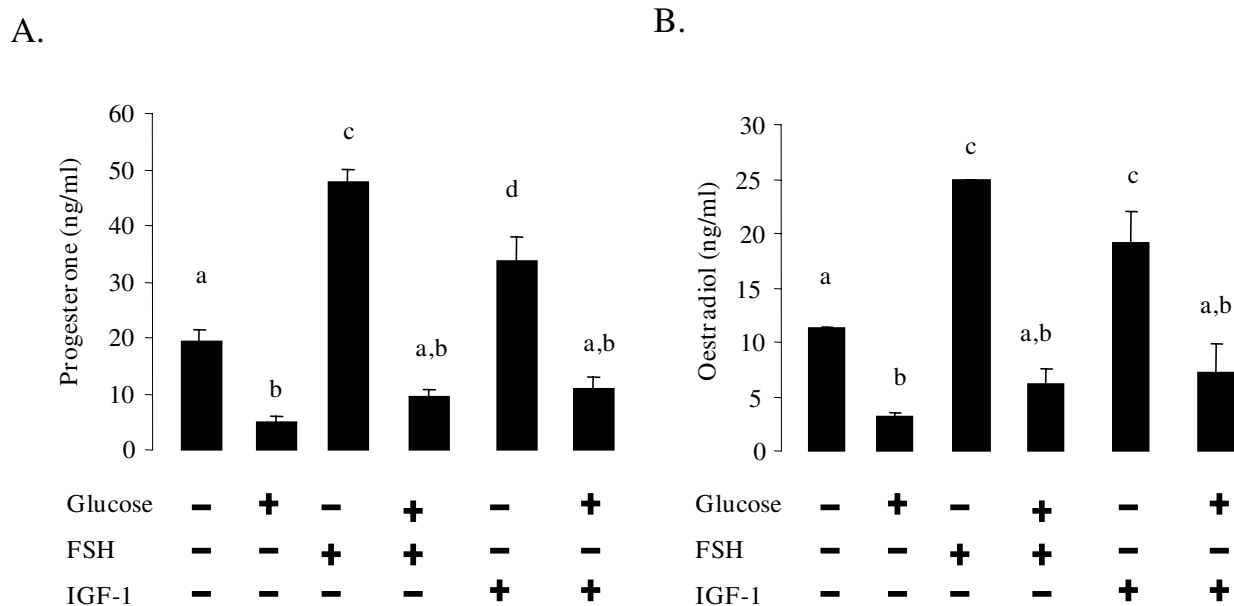 A.
B.
Progesterone (ng/ml)
60
50
40
30
20
10
0
a
b
c
a,b
d
a,b
Glucose − + − + − +
FSH − − + + − −
IGF-1 − − − − + +
Oestradiol (ng/ml)
30
25
20
15
10
5
0
a
b
c
a,b
c
a,b
Glucose − + − + − +
FSH − − + + − −
IGF-1 − − − − + +